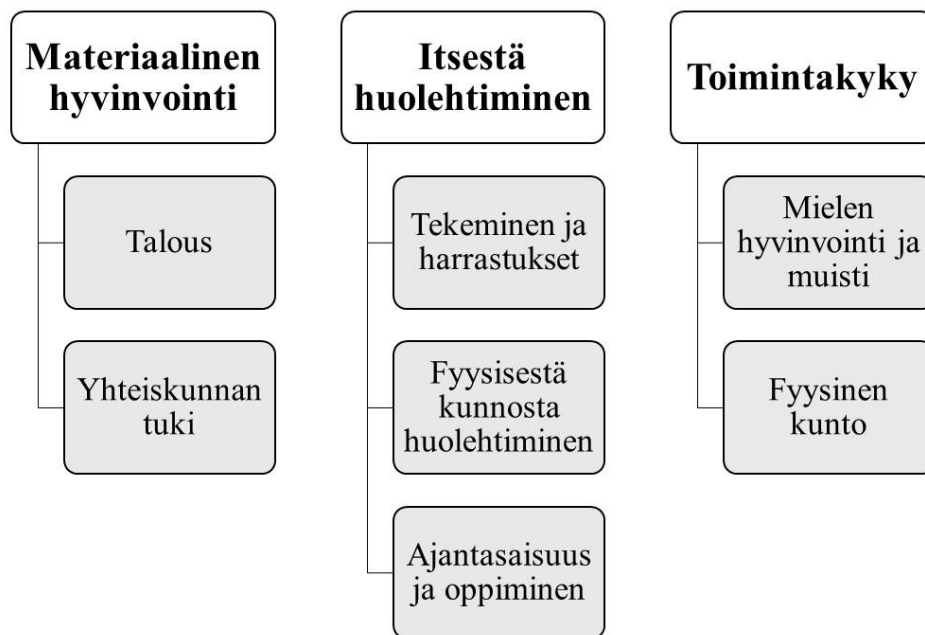 Materiaalinen
hyvinvointi
Talous
Yhteiskunnan
tuki
Itsestä
huolehtiminen
Tekeminen ja
harrastukset
Fyysisestä
kunnosta
huolehtiminen
Ajantasaisuus
ja oppiminen
Toimintakyky
Mielen
hyvinvointi ja
muisti
Fyysinen
kunto